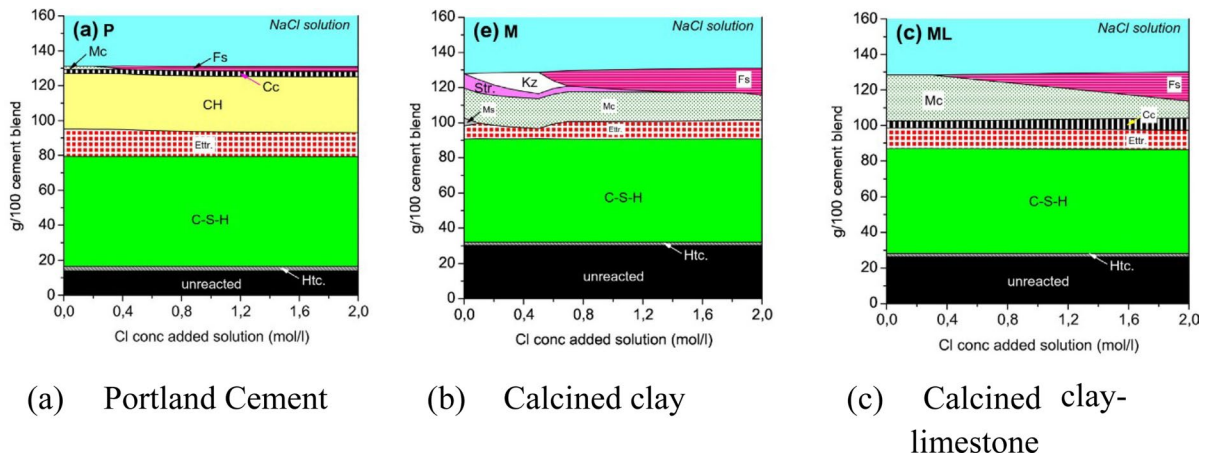 (a) P
NaCl solution
Mc
Fs
Cc
CH
Ettr.
C-S-H
Htc.
unreacted
160
140
120
100
80
60
40
20
0
g/100 cement blend
0,0 0,4 0,8 1,2 1,6 2,0
Cl conc added solution (mol/l)
(e) M
NaCl solution
Kz
Fs
Str.
Ms
Mc
Ettr.
C-S-H
Htc.
unreacted
160
140
120
100
80
60
40
20
0
g/100 cement blend
0,0 0,4 0,8 1,2 1,6 2,0
Cl conc added solution (mol/l)
(c) ML
NaCl solution
Fs
Mc
Cc
Ettr.
C-S-H
Htc.
unreacted
160
140
120
100
80
60
40
20
0
g/100 cement blend
0,0 0,4 0,8 1,2 1,6 2,0
Cl conc added solution (mol/l)
(a) Portland Cement
(b) Calcined clay
(c) Calcined clay-
limestone